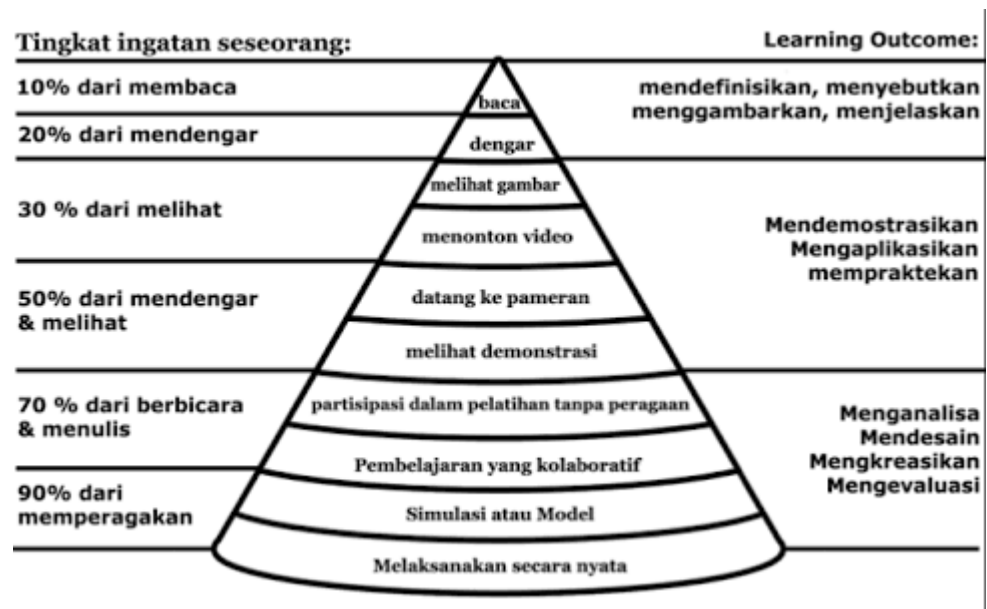 Tingkat ingatan seseorang:
Learning Outcome:
10% dari membaca
20% dari mendengar
30 % dari melihat
50% dari mendengar
& melihat
70 % dari berbicara
& menulis
90% dari
memperagakan
baca
dengar
melihat gambar
menonton video
datang ke pameran
melihat demonstrasi
partisipasi dalam pelatihan tanpa peragaan
Pembelajaran yang kolaboratif
Simulasi atau Model
Melaksanakan secara nyata
mendefinisikan, menyebutkan
menggambarkan, menjelaskan
Mendemostrasikan
Mengaplikasikan
mempraktekan
Menganalisa
Mendesain
Mengkreasikan
Mengevaluasi